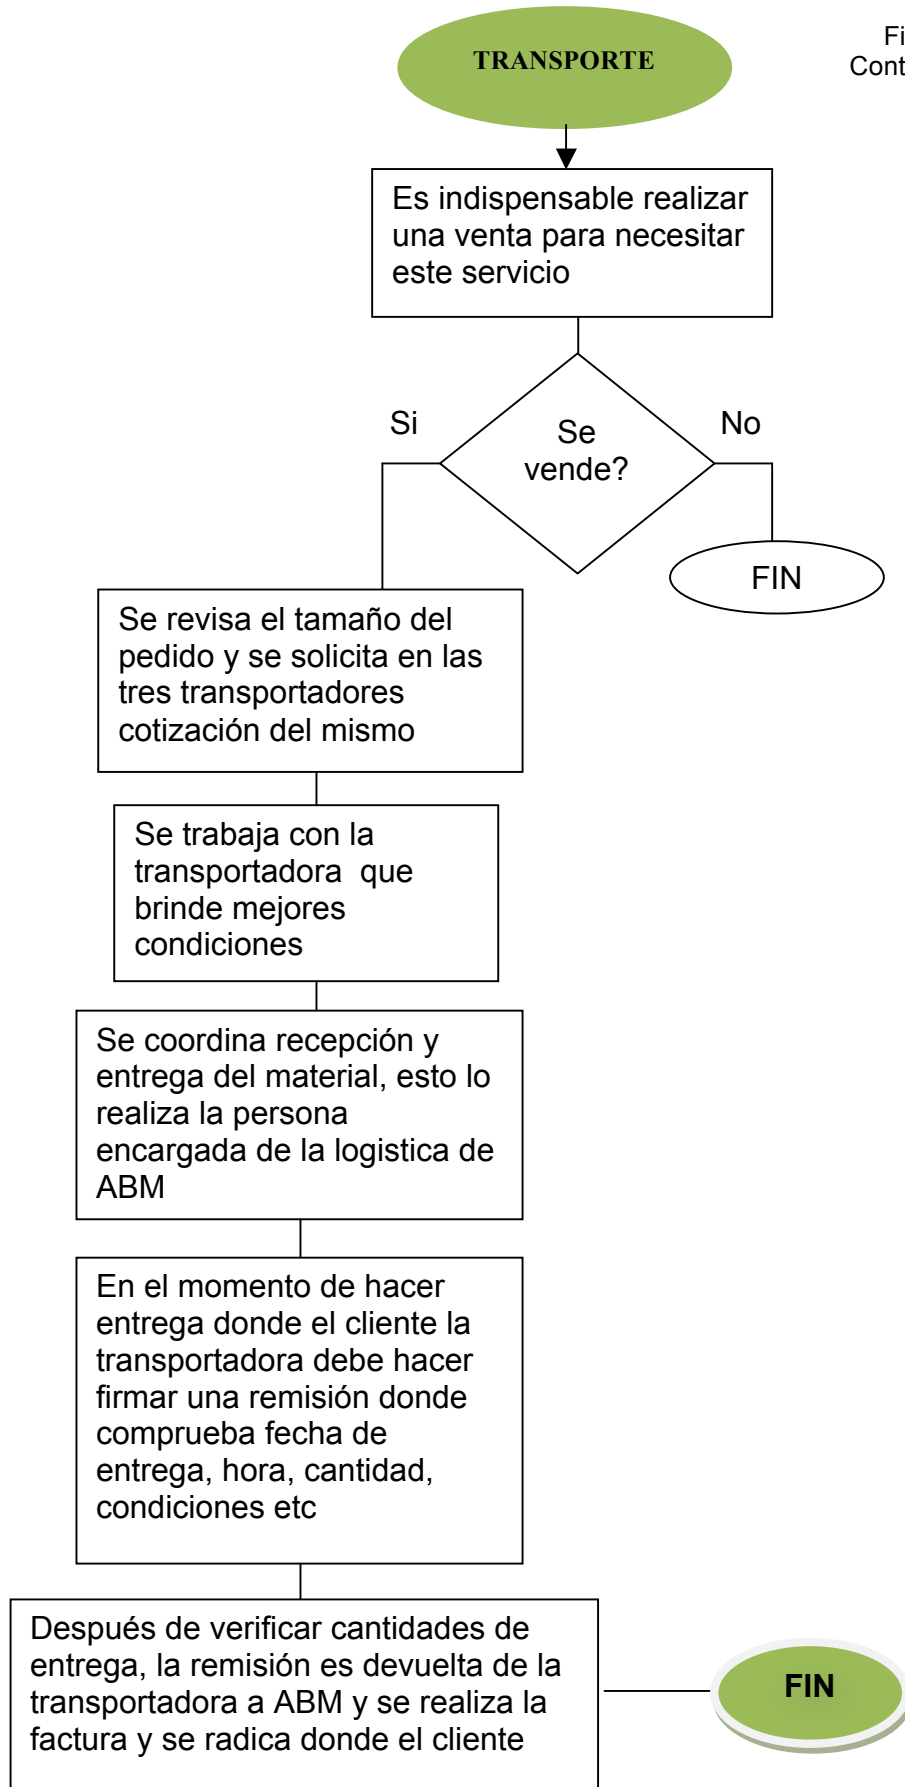 TRANSPORTE
Es indispensable realizar
una venta para necesitar
este servicio
Si
Se
vende?
No
FIN
Se revisa el tamaño del
pedido y se solicita en las
tres transportadores
cotización del mismo
Se trabaja con la
transportadora que
brinde mejores
condiciones
Se coordina recepción y
entrega del material, esto lo
realiza la persona
encargada de la logistica de
ABM
En el momento de hacer
entrega donde el cliente la
transportadora debe hacer
firmar una remisión donde
comprueba fecha de
entrega, hora, cantidad,
condiciones etc
Después de verificar cantidades de
entrega, la remisión es devuelta de la
transportadora a ABM y se realiza la
factura y se radica donde el cliente
FIN